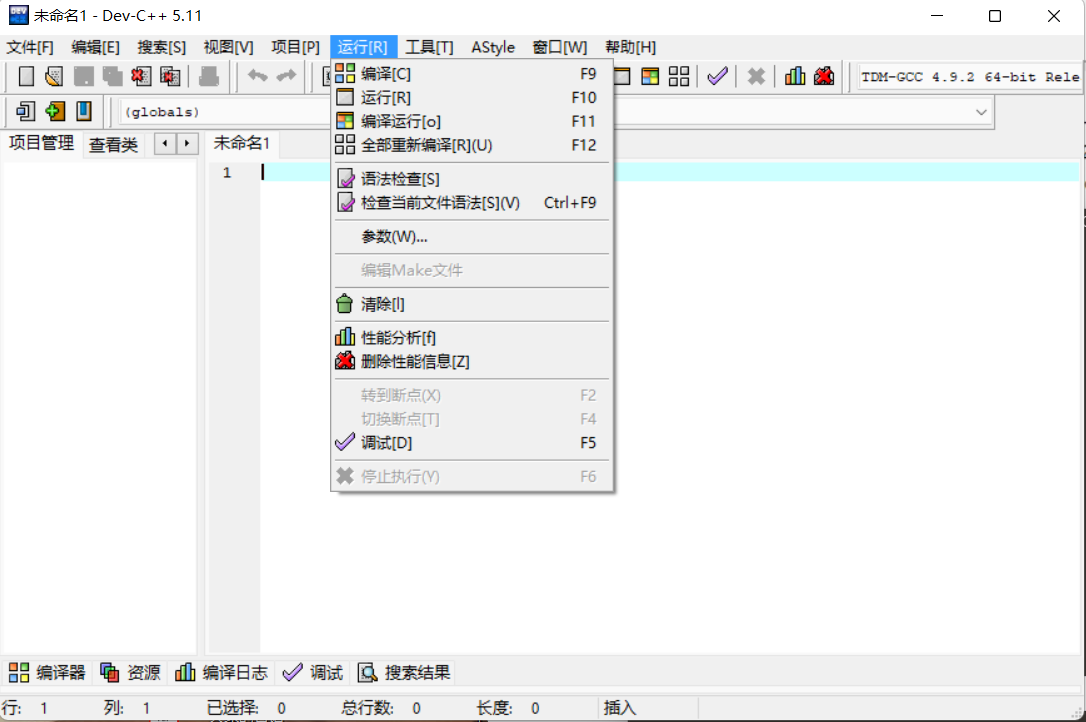 未命名1 - Dev-C++ 5.11
文件[F] 编辑[E] 搜索[S] 视图[V] 项目[P] 运行[R] 工具[T] AStyle 窗口[W] 帮助[H]
TDM-GCC 4.9.2 64-bit Rele
(globals)
项目管理 查看类 未命名1
1
编译[C] F9
运行[R] F10
编译运行[o] F11
全部重新编译[R](U) F12
语法检查[S]
检查当前文件语法[S](V) Ctrl+F9
参数(W)...
编辑Make文件
清除[l]
性能分析[f]
删除性能信息[Z]
转到断点(X) F2
切换断点[T] F4
调试[D] F5
停止执行(Y) F6
编译器 资源 编译日志 调试 搜索结果
行: 1 列: 1 已选择: 0 总行数: 0 长度: 0 插入